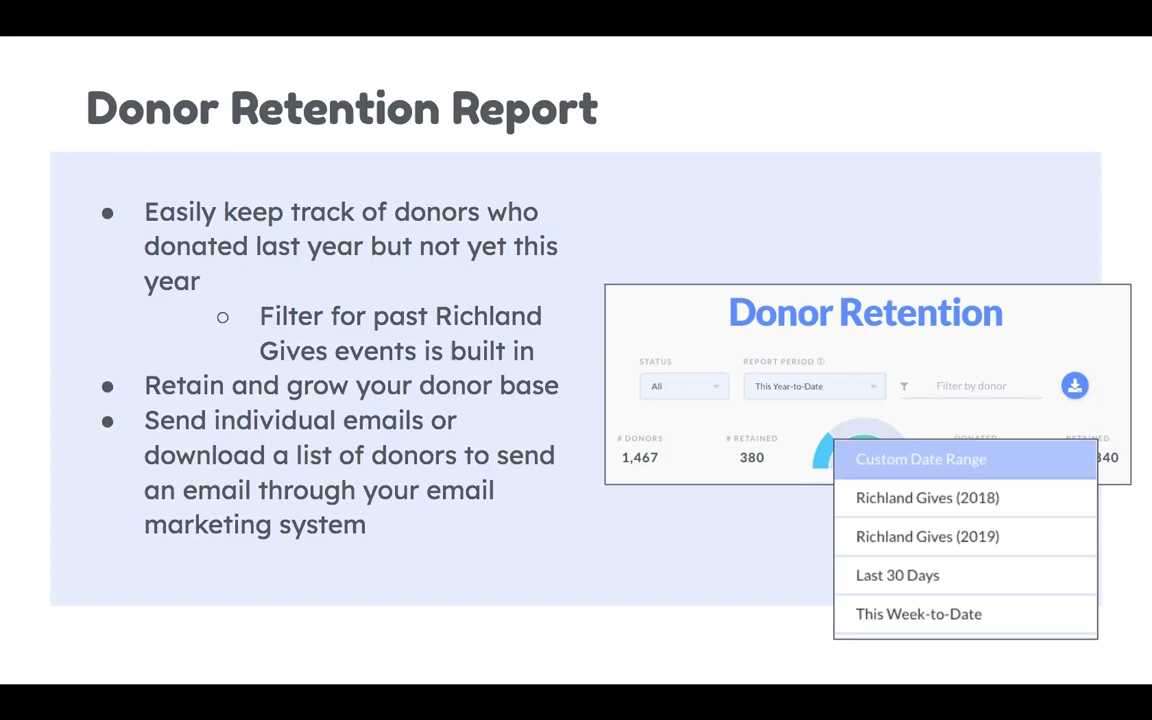 Donor Retention Report
● Easily keep track of donors who
donated last year but not yet this
year
○ Filter for past Richland
Gives events is built in
● Retain and grow your donor base
● Send individual emails or
download a list of donors to send
an email through your email
marketing system
Donor Retention
STATUS
REPORT PERIOD
All
This Year-to-Date
Filter by donor
# DONORS
# RETAINED
DONATED
RETAINED
1,467
380
340
Custom Date Range
Richland Gives (2018)
Richland Gives (2019)
Last 30 Days
This Week-to-Date